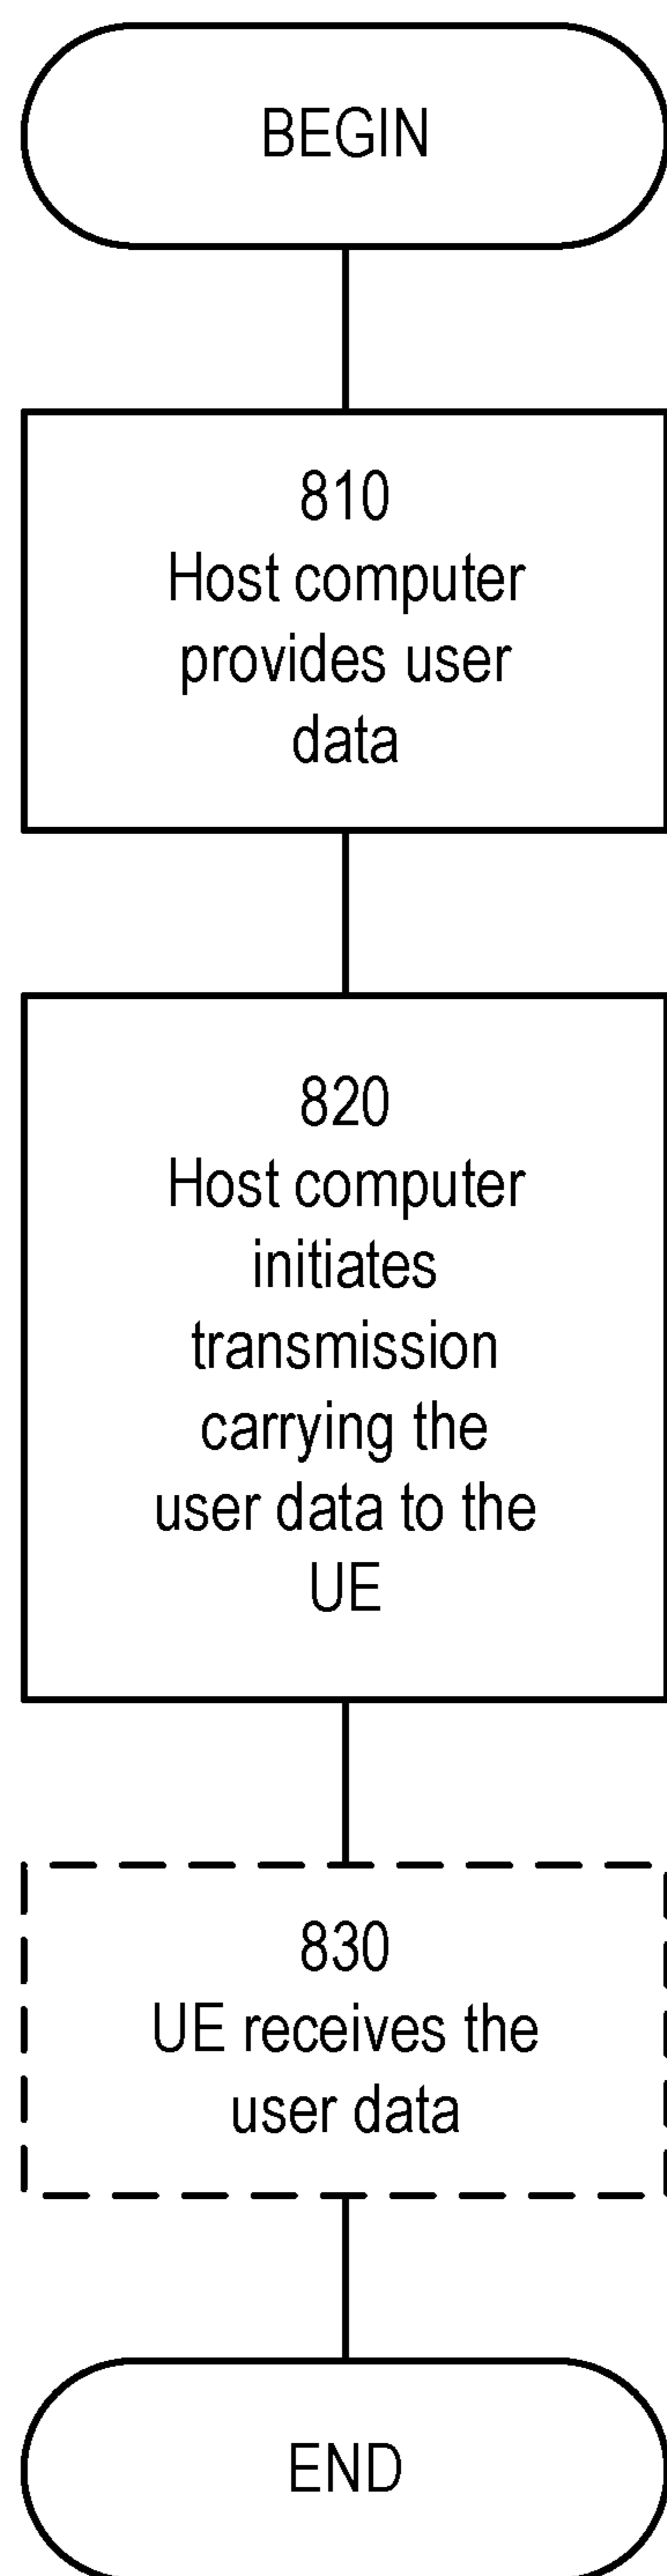 BEGIN
810
Host computer
provides user
data
820
Host computer
initiates
transmission
carrying the
user data to the
UE
830
UE receives the
user data
END